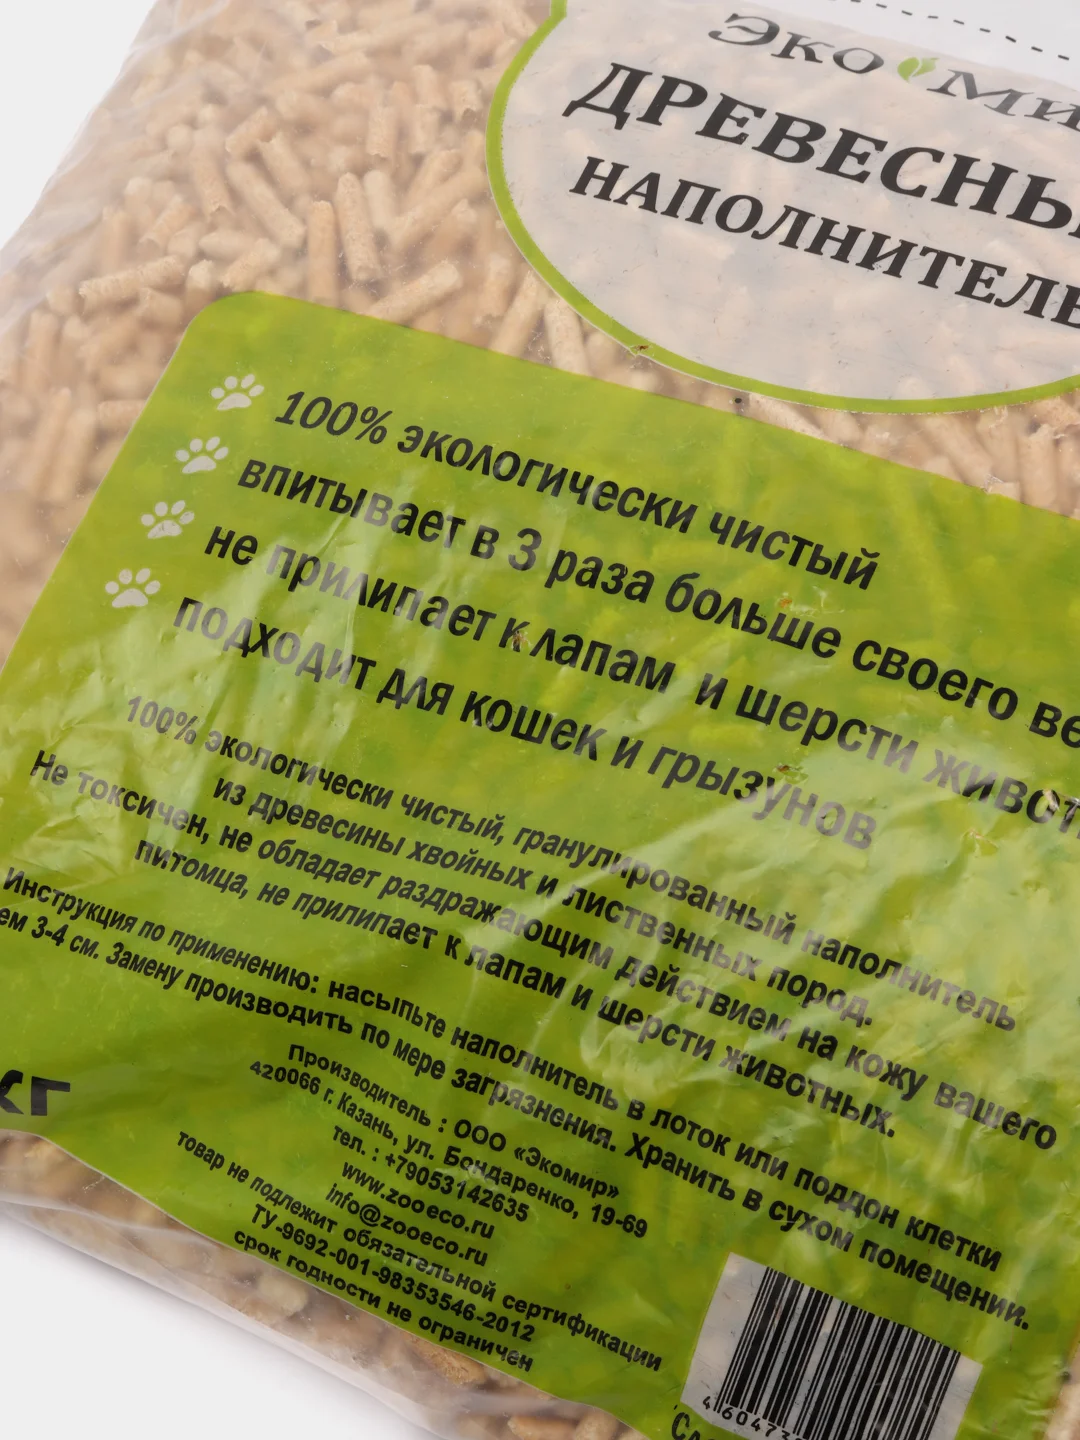 Эко Ми
ДРЕВЕСНЫ
НАПОЛНИТЕЛЬ
100% экологически чистый
впитывает в 3 раза больше своего ве
не прилипает к лапам и шерсти живот
подходит для кошек и грызунов
100% экологически чистый, гранулированный наполнитель
из древесины хвойных и лиственных пород.
Не токсичен, не обладает раздражающим действием на кожу вашего
питомца, не прилипает к лапам и шерсти животных.
Инструкция по применению: насыпьте наполнитель в лоток или поддон клетки
ем 3-4 см. Замену производить по мере загрязнения. Хранить в сухом помещении.
кг
Производитель : ООО «Экомир»
420066 г. Казань, ул. Бондаренко, 19-69
тел. : +79053142635
www.zooeco.ru
info@zooeco.ru
товар не подлежит обязательной сертификации
ТУ-9692-001-98353546-2012
срок годности не ограничен